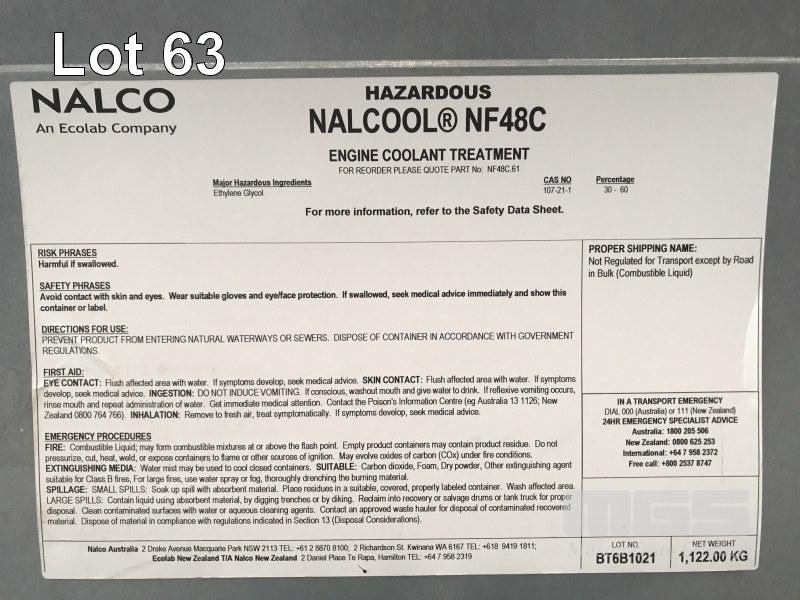 Lot 63
NALCO
An Ecolab Company
HAZARDOUS
NALCOOL® NF48C
ENGINE COOLANT TREATMENT
FOR REORDER PLEASE QUOTE PART No: NF48C.61
Major Hazardous Ingredients CAS NO Percentage
Ethylene Glycol 107-21-1 30 - 60
For more information, refer to the Safety Data Sheet.
RISK PHRASES
Harmful if swallowed.
SAFETY PHRASES
Avoid contact with skin and eyes. Wear suitable gloves and eye/face protection. If swallowed, seek medical advice immediately and show this
container or label.
DIRECTIONS FOR USE:
PREVENT PRODUCT FROM ENTERING NATURAL WATERWAYS OR SEWERS. DISPOSE OF CONTAINER IN ACCORDANCE WITH GOVERNMENT
REGULATIONS.
FIRST AID:
EYE CONTACT: Flush affected area with water. If symptoms develop, seek medical advice. SKIN CONTACT: Flush affected area with water. If symptoms
develop, seek medical advice. INGESTION: DO NOT INDUCE VOMITING. If conscious, washout mouth and give water to drink. If reflexive vomiting occurs,
rinse mouth and repeat administration of water. Get immediate medical attention. Contact the Poison's Information Centre (eg Australia 13 1126; New
Zealand 0800 764 766). INHALATION: Remove to fresh air, treat symptomatically. If symptoms develop, seek medical advice.
EMERGENCY PROCEDURES
FIRE: Combustible Liquid; may form combustible mixtures at or above the flash point. Empty product containers may contain product residue. Do not
pressurize, cut, heat, weld, or expose containers to flame or other sources of ignition. May evolve oxides of carbon (COx) under fire conditions.
EXTINGUISHING MEDIA: Water mist may be used to cool closed containers. SUITABLE: Carbon dioxide, Foam, Dry powder, Other extinguishing agent
suitable for Class B fires, For large fires, use water spray or fog, thoroughly drenching the burning material.
SPILLAGE: SMALL SPILLS: Soak up spill with absorbent material. Place residues in a suitable, covered, properly labeled container. Wash affected area.
LARGE SPILLS: Contain liquid using absorbent material, by digging trenches or by diking. Reclaim into recovery or salvage drums or tank truck for proper
disposal. Clean contaminated surfaces with water or aqueous cleaning agents. Contact an approved waste hauler for disposal of contaminated recovered
material. Dispose of material in compliance with regulations indicated in Section 13 (Disposal Considerations).
PROPER SHIPPING NAME:
Not Regulated for Transport except by Road
in Bulk (Combustible Liquid)
IN A TRANSPORT EMERGENCY
DIAL 000 (Australia) or 111 (New Zealand)
24HR EMERGENCY SPECIALIST ADVICE
Australia: 1800 205 506
New Zealand: 0800 625 253
International: +64 7 958 2372
Free call: +800 2537 8747
Nalco Australia 2 Drake Avenue Macquarie Park NSW 2113 TEL: +61 2 8870 8100; 2 Richardson St. Kwinana WA 6167 TEL: +618 9419 1811;
Ecolab New Zealand T/A Nalco New Zealand 2 Daniel Place Te Rapa, Hamilton TEL: +64 7 958 2319
LOT NO.
BT6B1021
NET WEIGHT
1,122.00 KG